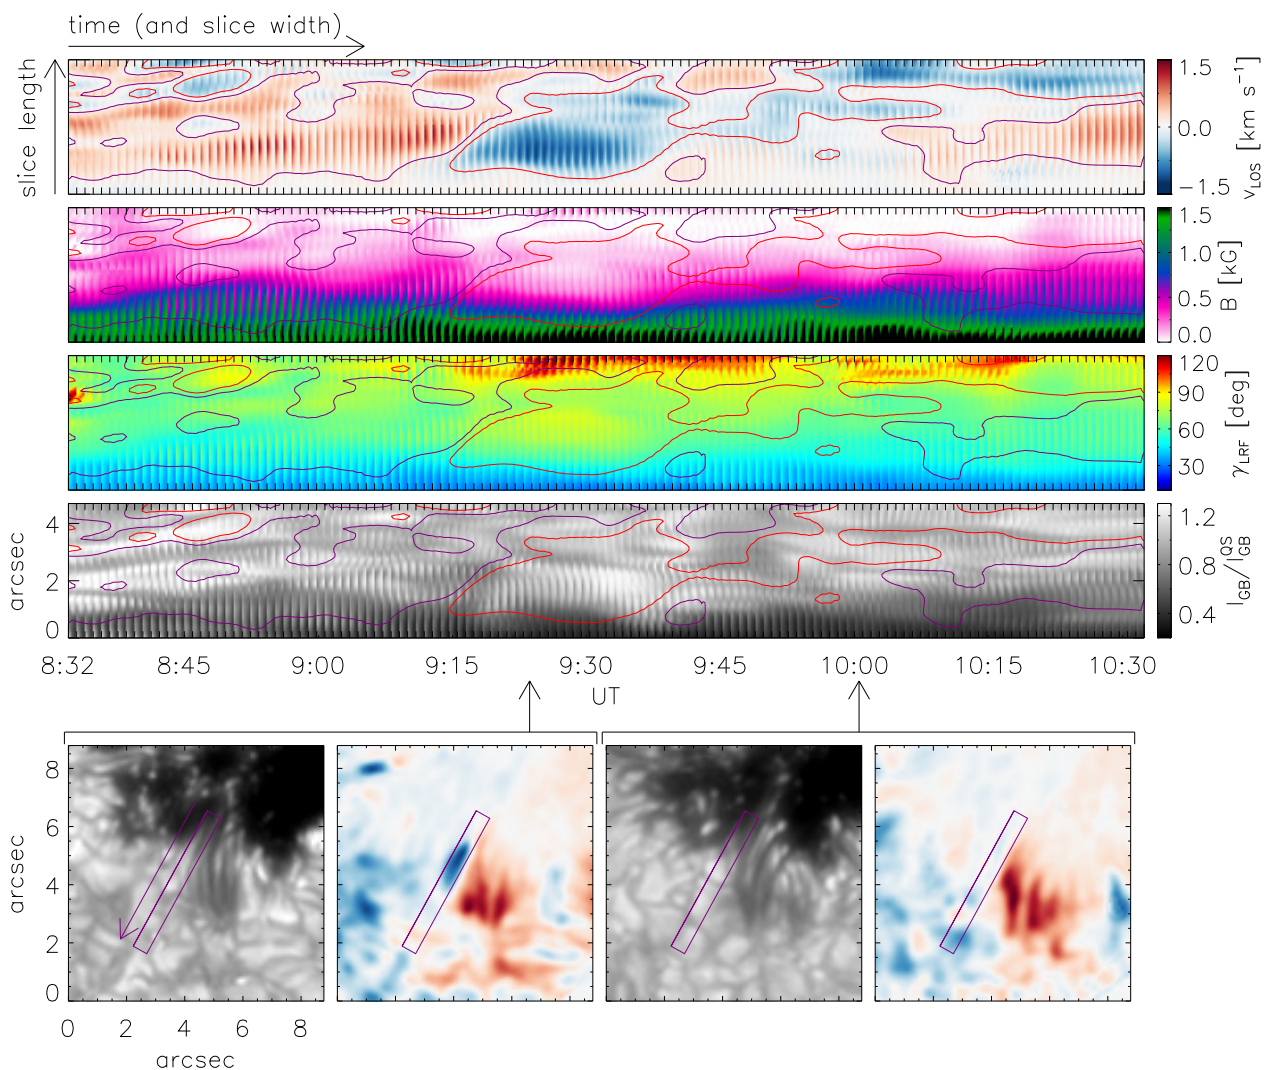 time (and slice width)
slice length
1.5
0.0
−1.5
v_LOS [km s⁻¹]
1.5
1.0
0.5
0.0
B [kG]
120
90
60
30
γ_LRF [deg]
4
2
0
arcsec
1.2
0.8
0.4
I_GB/I_GB^QS
8:32 8:45 9:00 9:15 9:30 9:45 10:00 10:15 10:30
UT
8
6
4
2
0
arcsec
0 2 4 6 8
arcsec